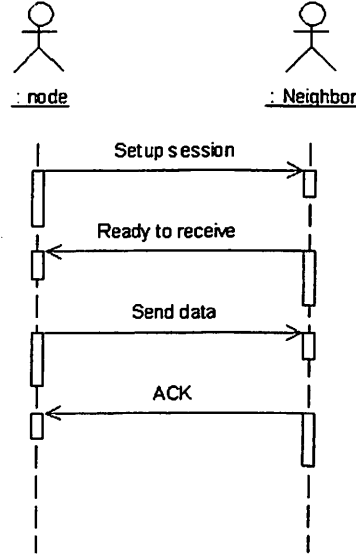 : node
: Neighbor
Setup session
Ready to receive
Send data
ACK